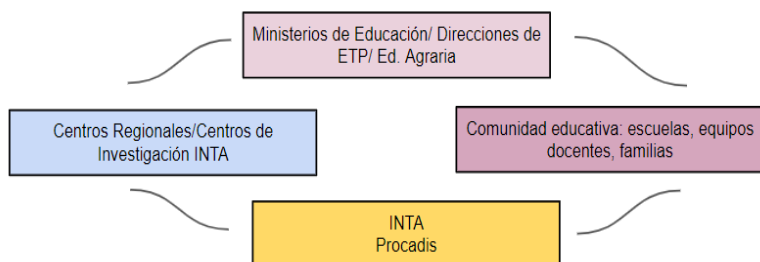 Ministerios de Educación/ Direcciones de
ETP/ Ed. Agraria
Centros Regionales/Centros de
Investigación INTA
Comunidad educativa: escuelas, equipos
docentes, familias
INTA
Procadis